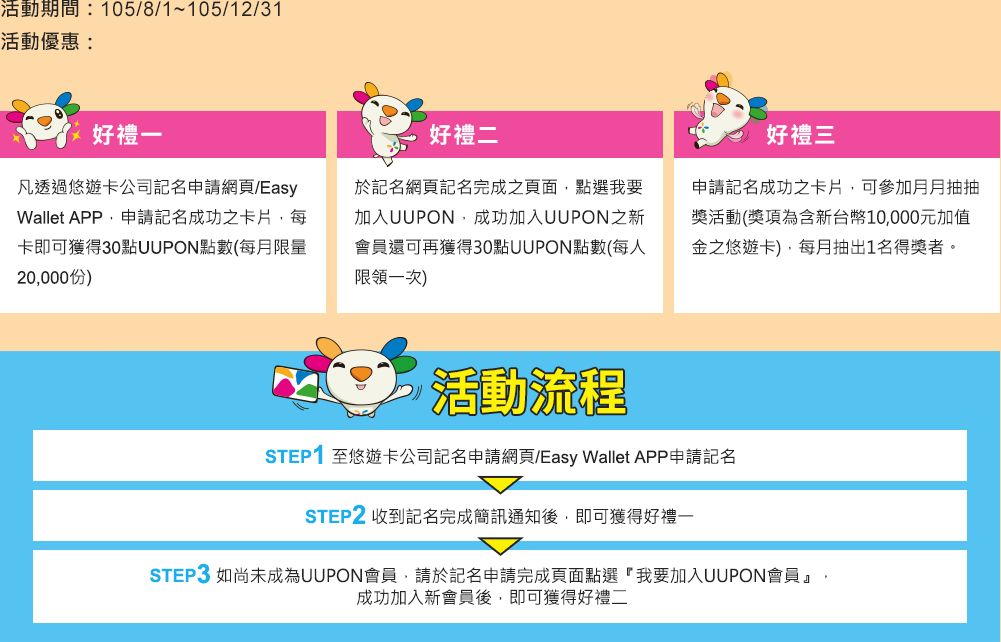 活動期間：105/8/1~105/12/31
活動優惠：
好禮一
凡透過悠遊卡公司記名申請網頁/Easy
Wallet APP，申請記名成功之卡片，每
卡即可獲得30點UUPON點數(每月限量
20,000份)
好禮二
於記名網頁記名完成之頁面，點選我要
加入UUPON，成功加入UUPON之新
會員還可再獲得30點UUPON點數(每人
限領一次)
好禮三
申請記名成功之卡片，可參加月月抽抽
獎活動(獎項為含新台幣10,000元加值
金之悠遊卡)，每月抽出1名得獎者。
活動流程
STEP1 至悠遊卡公司記名申請網頁/Easy Wallet APP申請記名
STEP2 收到記名完成簡訊通知後，即可獲得好禮一
STEP3 如尚未成為UUPON會員，請於記名申請完成頁面點選『我要加入UUPON會員』，
成功加入新會員後，即可獲得好禮二